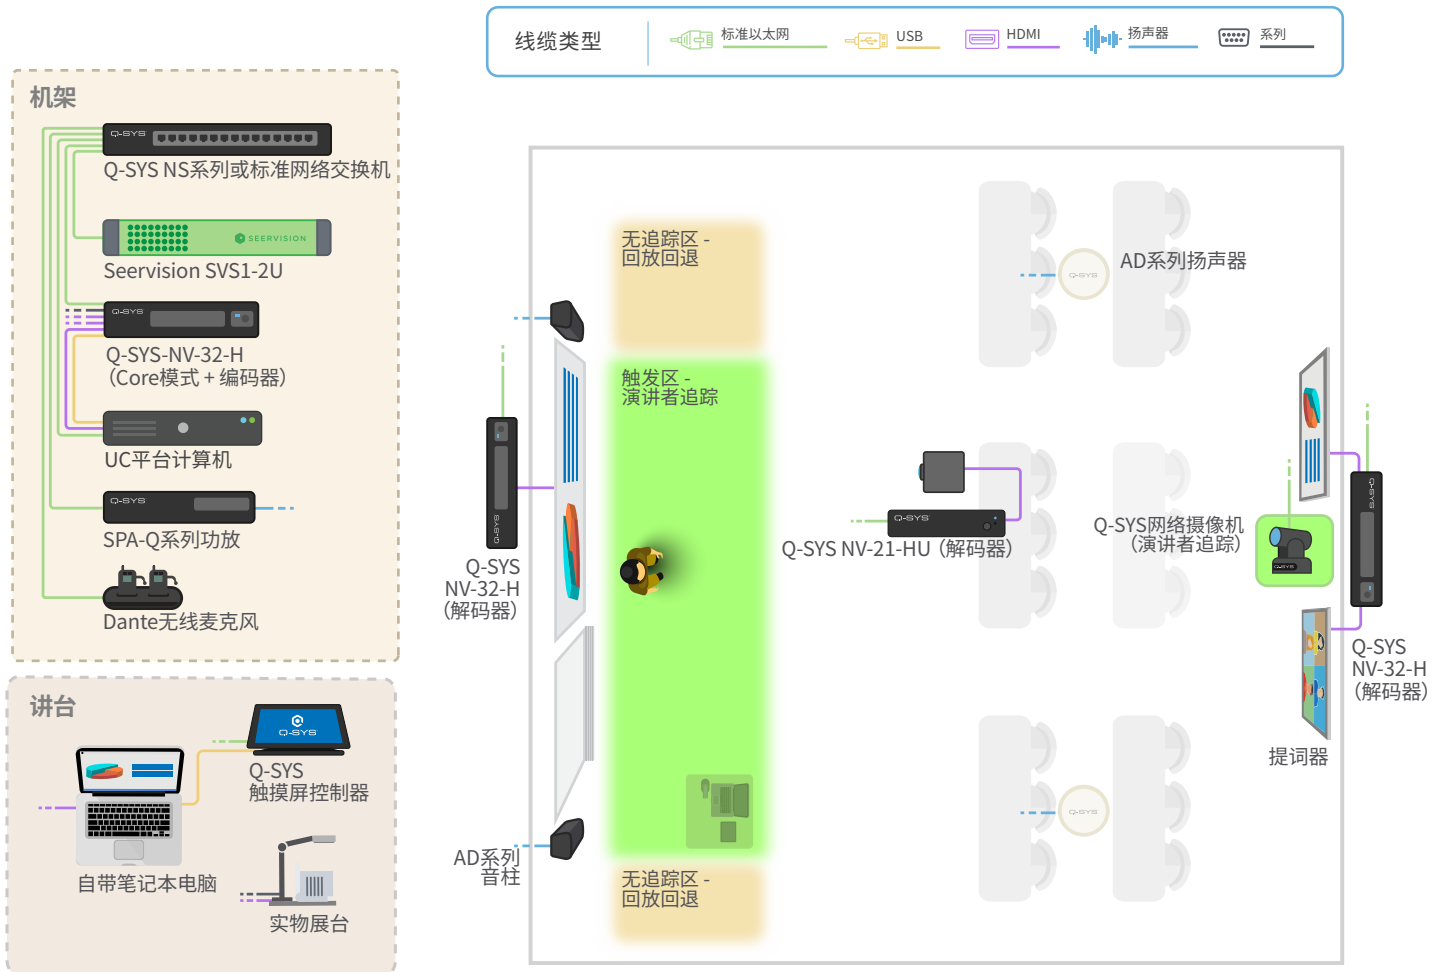 线缆类型
标准以太网
USB
HDMI
扬声器
系列
机架
Q-SYS
Q-SYS NS系列或标准网络交换机
SEERVISION
Seervision SVS1-2U
Q-SYS
Q-SYS-NV-32-H
（Core模式 + 编码器）
UC平台计算机
Q-SYS
SPA-Q系列功放
Dante无线麦克风
讲台
Q-SYS
Q-SYS
触摸屏控制器
自带笔记本电脑
实物展台
无追踪区 -
回放回退
触发区 -
演讲者追踪
Q-SYS
Q-SYS
NV-32-H
（解码器）
AD系列
音柱
无追踪区 -
回放回退
Q-SYS
AD系列扬声器
Q-SYS
Q-SYS NV-21-HU（解码器）
Q-SYS网络摄像机
（演讲者追踪）
Q-SYS
Q-SYS
Q-SYS
NV-32-H
（解码器）
提词器
Q-SYS